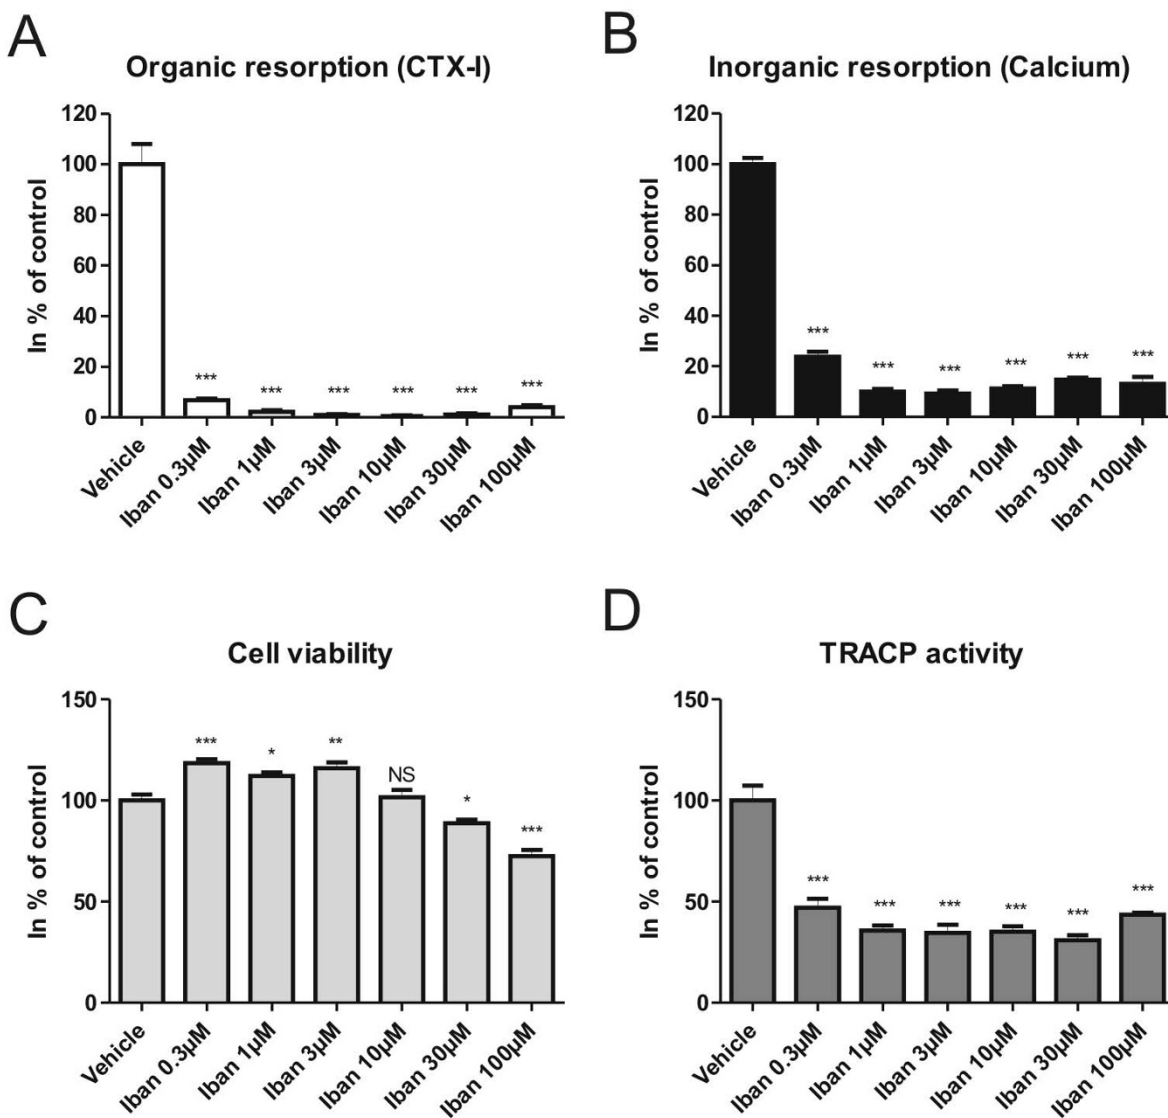 A
Organic resorption (CTX-I)
In % of control
120
100
80
60
40
20
0
***
***
***
***
***
***
Vehicle
Iban 0.3µM
Iban 1µM
Iban 3µM
Iban 10µM
Iban 30µM
Iban 100µM
B
Inorganic resorption (Calcium)
In % of control
120
100
80
60
40
20
0
***
***
***
***
***
***
Vehicle
Iban 0.3µM
Iban 1µM
Iban 3µM
Iban 10µM
Iban 30µM
Iban 100µM
C
Cell viability
In % of control
150
100
50
0
***
*
**
NS
*
***
Vehicle
Iban 0.3µM
Iban 1µM
Iban 3µM
Iban 10µM
Iban 30µM
Iban 100µM
D
TRACP activity
In % of control
150
100
50
0
***
***
***
***
***
***
Vehicle
Iban 0.3µM
Iban 1µM
Iban 3µM
Iban 10µM
Iban 30µM
Iban 100µM